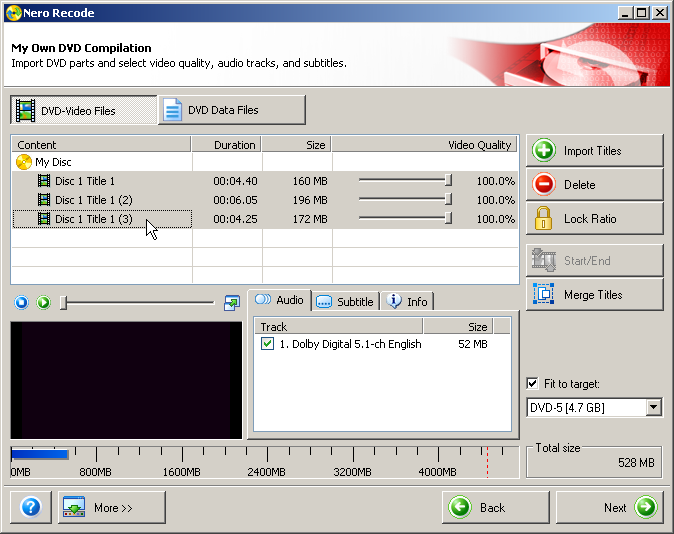 Nero Recode
My Own DVD Compilation
Import DVD parts and select video quality, audio tracks, and subtitles.
DVD-Video Files
DVD Data Files
Content Duration Size Video Quality
My Disc
Disc 1 Title 1 00:04.40 160 MB 100.0%
Disc 1 Title 1 (2) 00:06.05 196 MB 100.0%
Disc 1 Title 1 (3) 00:04.25 172 MB 100.0%
Import Titles
Delete
Lock Ratio
Start/End
Merge Titles
Audio Subtitle Info
Track Size
1. Dolby Digital 5.1-ch English 52 MB
Fit to target:
DVD-5 [4.7 GB]
Total size
528 MB
0MB 800MB 1600MB 2400MB 3200MB 4000MB
? More >> Back Next